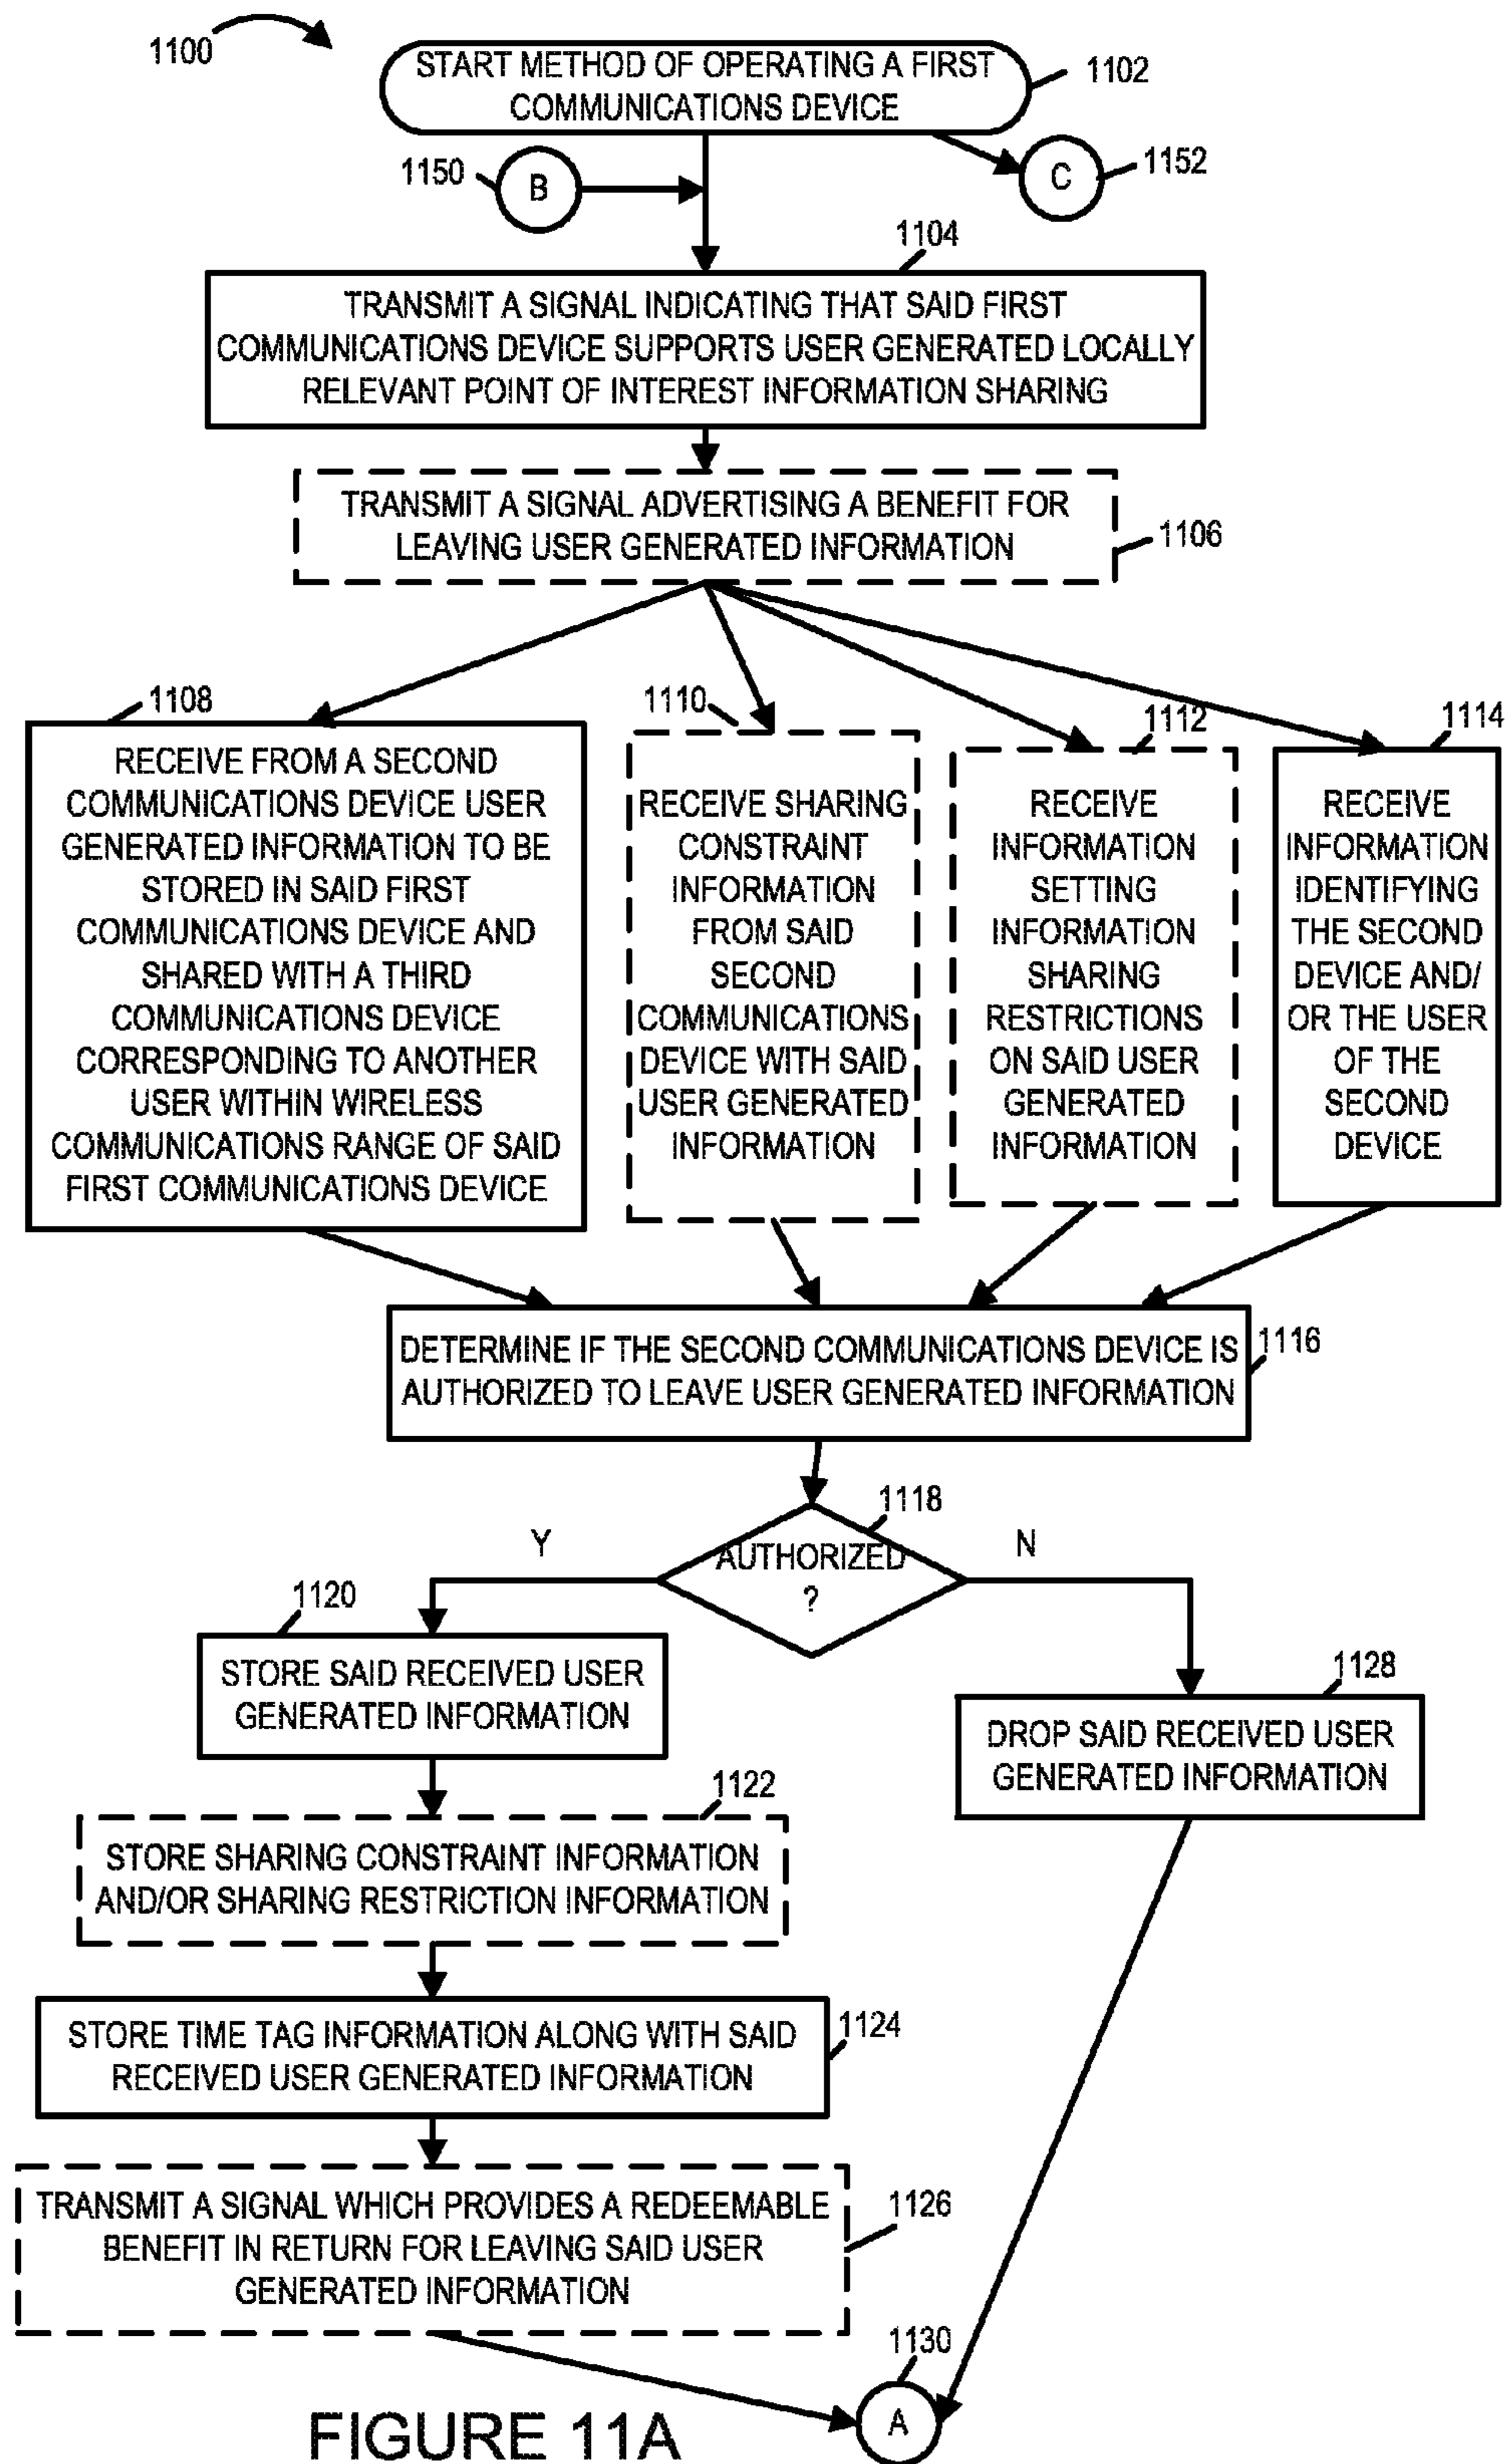 1100
START METHOD OF OPERATING A FIRST
COMMUNICATIONS DEVICE
1102
1150
B
C
1152
1104
TRANSMIT A SIGNAL INDICATING THAT SAID FIRST
COMMUNICATIONS DEVICE SUPPORTS USER GENERATED LOCALLY
RELEVANT POINT OF INTEREST INFORMATION SHARING
TRANSMIT A SIGNAL ADVERTISING A BENEFIT FOR
LEAVING USER GENERATED INFORMATION
1106
1108
RECEIVE FROM A SECOND
COMMUNICATIONS DEVICE USER
GENERATED INFORMATION TO BE
STORED IN SAID FIRST
COMMUNICATIONS DEVICE AND
SHARED WITH A THIRD
COMMUNICATIONS DEVICE
CORRESPONDING TO ANOTHER
USER WITHIN WIRELESS
COMMUNICATIONS RANGE OF SAID
FIRST COMMUNICATIONS DEVICE
1110
RECEIVE SHARING
CONSTRAINT
INFORMATION
FROM SAID
SECOND
COMMUNICATIONS
DEVICE WITH SAID
USER GENERATED
INFORMATION
1112
RECEIVE
INFORMATION
SETTING
INFORMATION
SHARING
RESTRICTIONS
ON SAID USER
GENERATED
INFORMATION
1114
RECEIVE
INFORMATION
IDENTIFYING
THE SECOND
DEVICE AND/
OR THE USER
OF THE
SECOND
DEVICE
DETERMINE IF THE SECOND COMMUNICATIONS DEVICE IS
AUTHORIZED TO LEAVE USER GENERATED INFORMATION
1116
1118
Y
AUTHORIZED
?
N
1120
STORE SAID RECEIVED USER
GENERATED INFORMATION
1128
DROP SAID RECEIVED USER
GENERATED INFORMATION
1122
STORE SHARING CONSTRAINT INFORMATION
AND/OR SHARING RESTRICTION INFORMATION
STORE TIME TAG INFORMATION ALONG WITH SAID
RECEIVED USER GENERATED INFORMATION
1124
TRANSMIT A SIGNAL WHICH PROVIDES A REDEEMABLE
BENEFIT IN RETURN FOR LEAVING SAID USER
GENERATED INFORMATION
1126
1130
A
FIGURE 11A